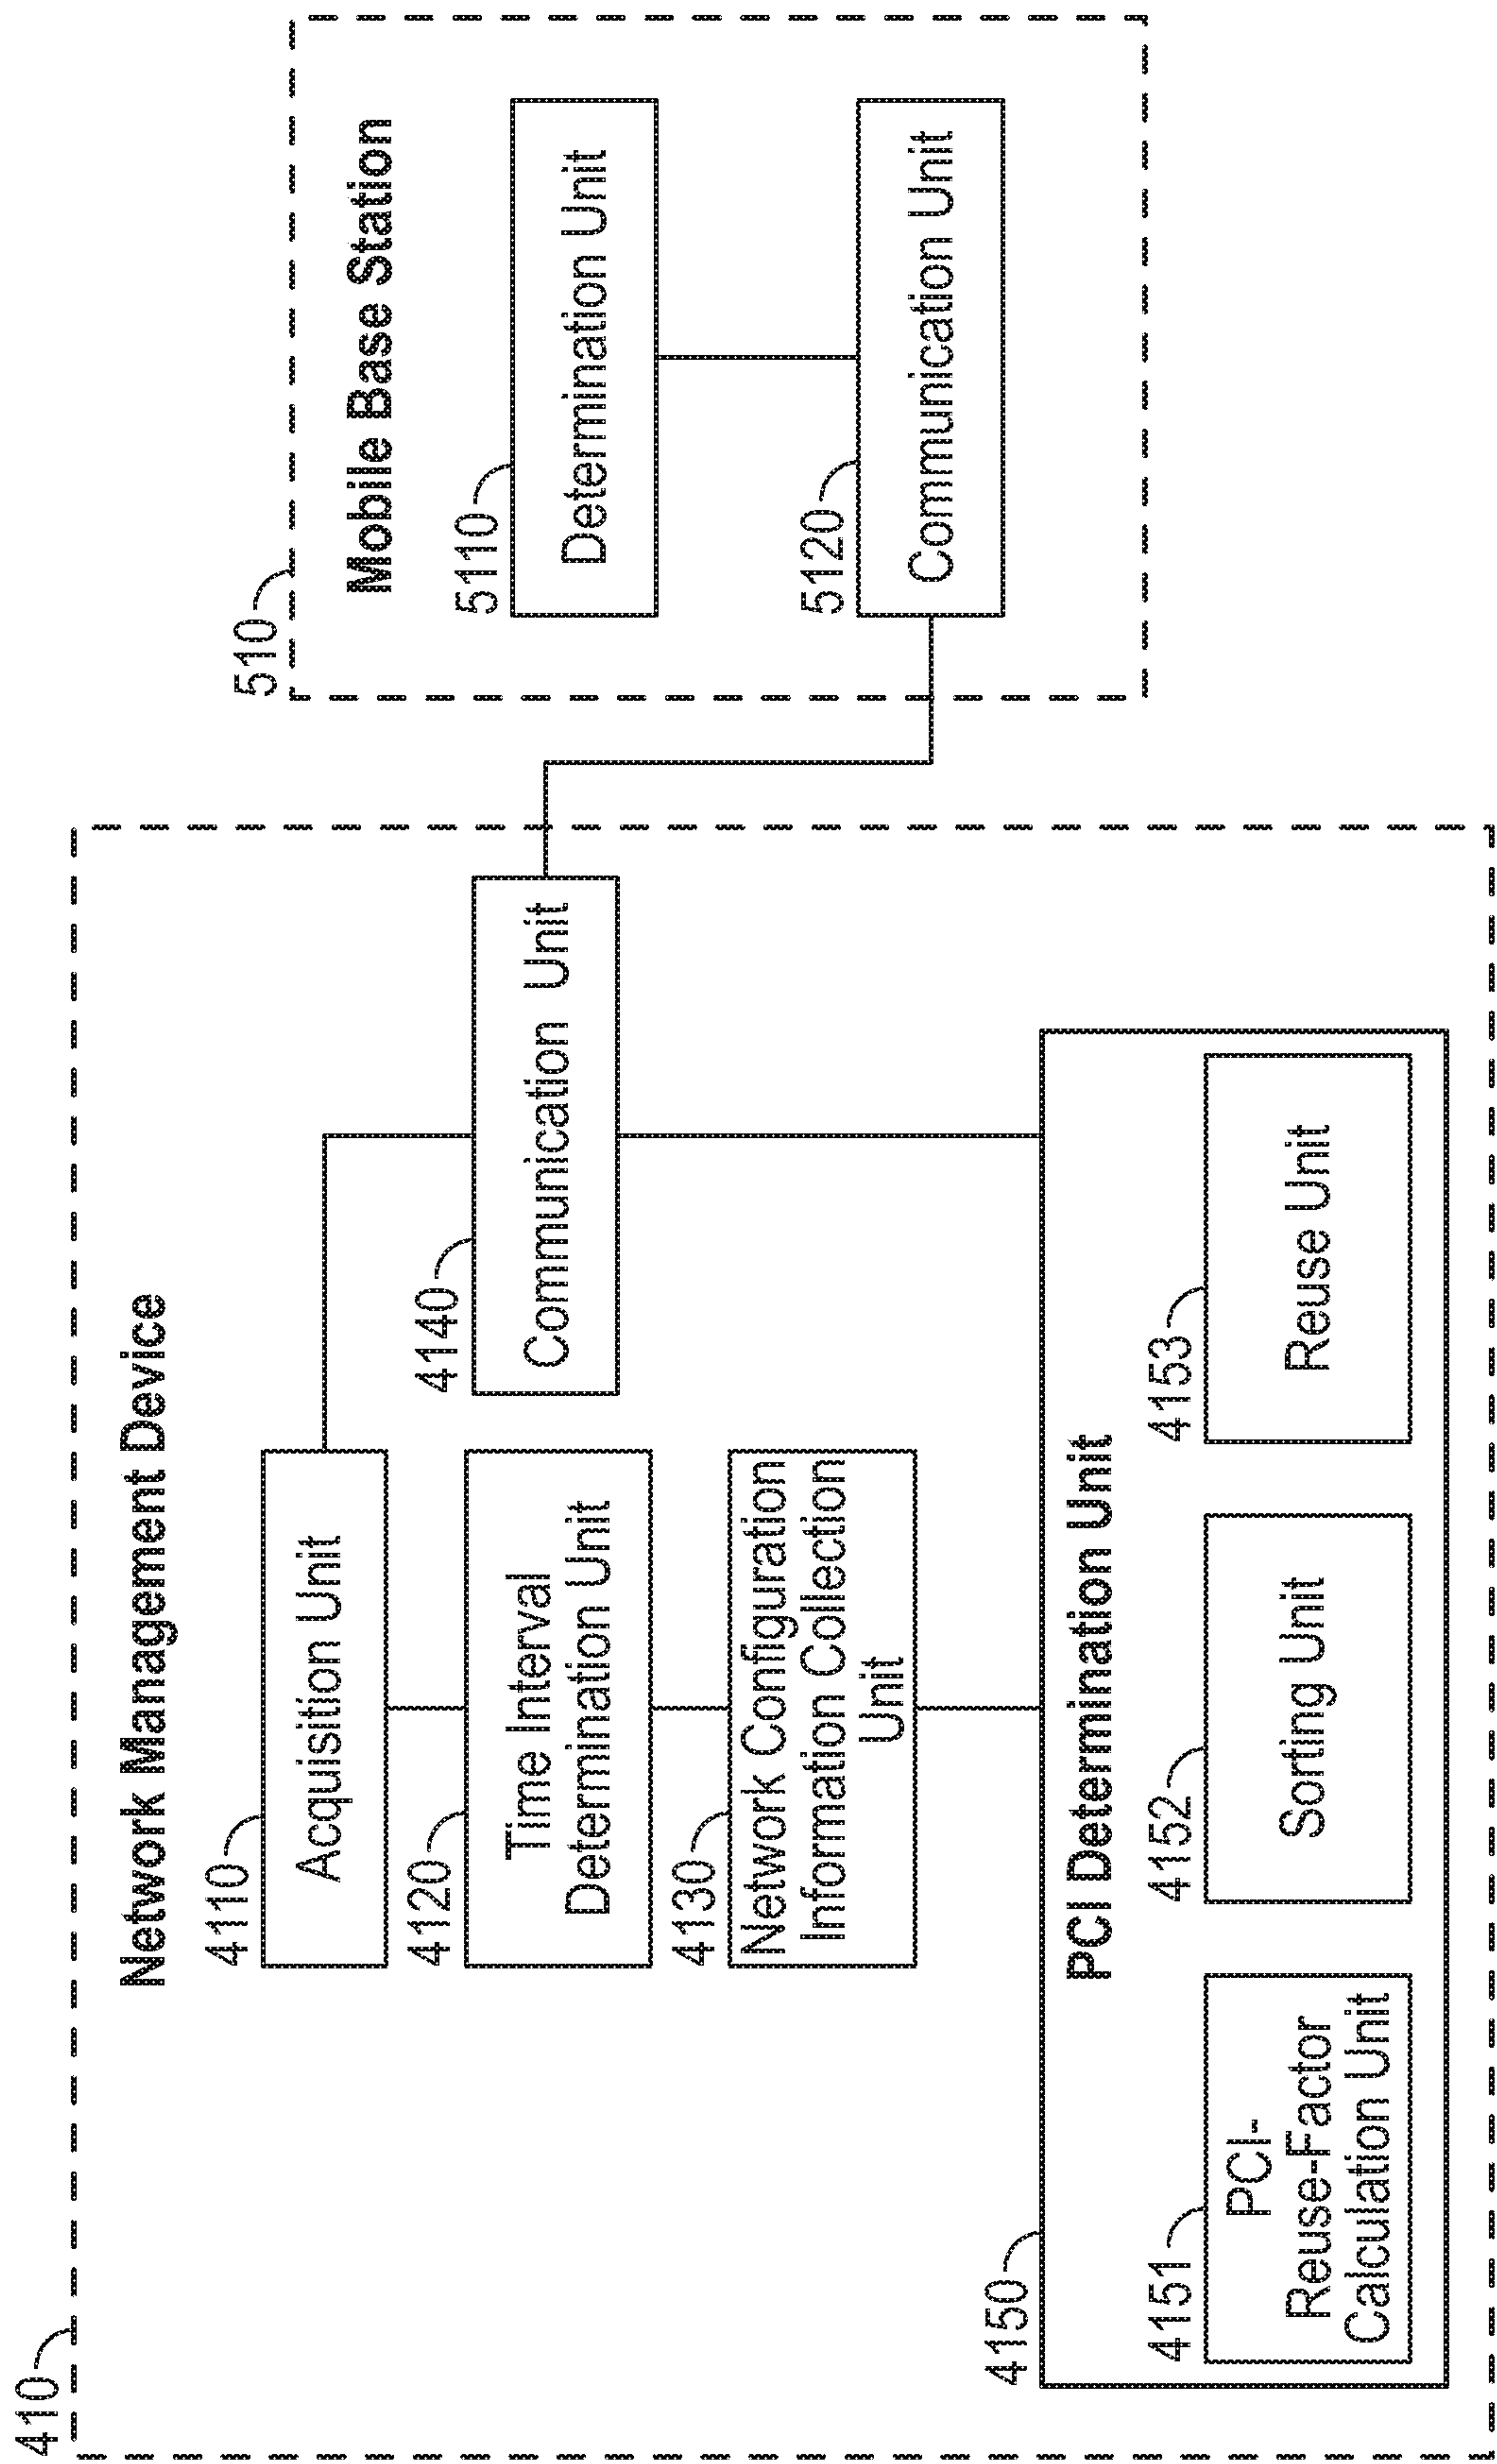 410
Network Management Device
4110
Acquisition Unit
4120
Time Interval
Determination Unit
4130
Network Configuration
Information Collection
Unit
4140
Communication Unit
4150
PCI Determination Unit
4151
PCI-
Reuse-Factor
Calculation Unit
4152
Sorting Unit
4153
Reuse Unit
510
Mobile Base Station
5110
Determination Unit
5120
Communication Unit